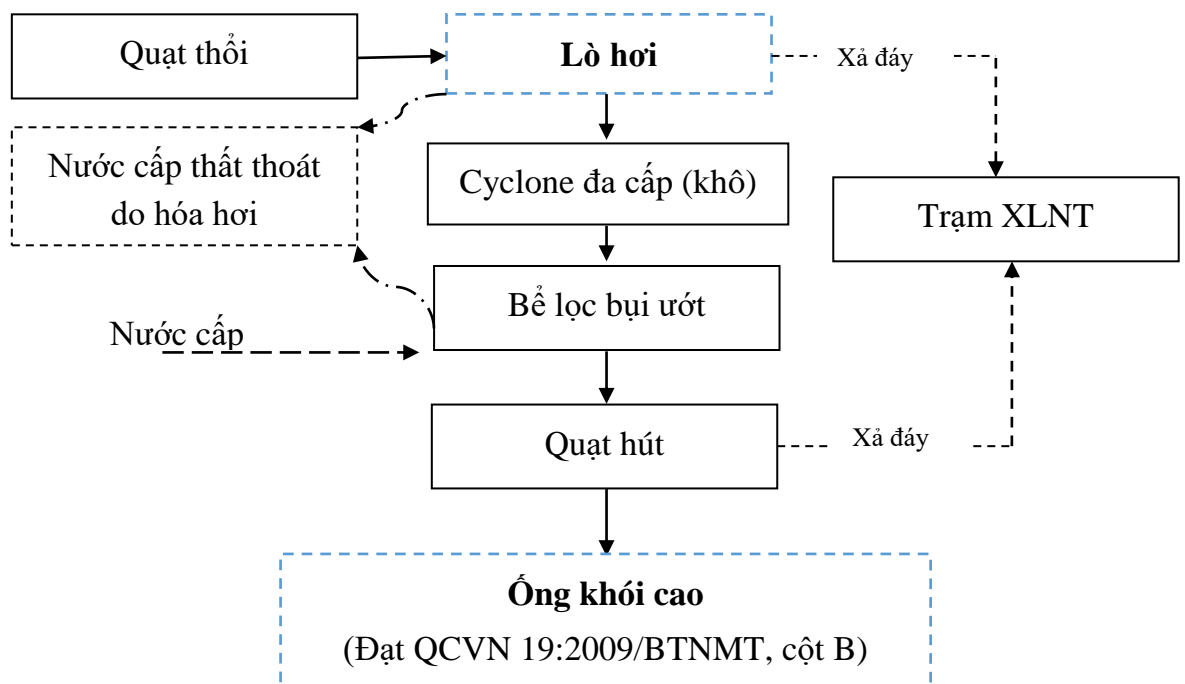 Quạt thổi
Lò hơi
Xả đáy
Nước cấp thất thoát
do hóa hơi
Cyclone đa cấp (khô)
Trạm XLNT
Bể lọc bụi ướt
Nước cấp
Quạt hút
Xả đáy
Ống khói cao
(Đạt QCVN 19:2009/BTNMT, cột B)